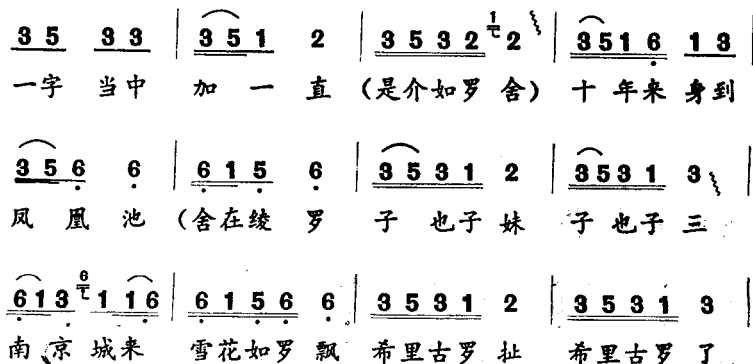 3 5 3 3 | 3 5 1 2 | 3 5 3 2 1 2 | 3 5 1 6 1 3
一字 当中 加 一 直 (是介如罗 舍) 十 年来 身到
3 5 6 6 | 6 1 5 6 | 3 5 3 1 2 | 3 5 3 1 3
凤 凰 池 (舍在绫 罗 子 也子 妹 子 也子 三
6 1 3 6 1 1 6 | 6 1 5 6 6 | 3 5 3 1 2 | 3 5 3 1 3 |
南 京 城来 雪花如罗 飘 希里古罗 扯 希里古罗 了